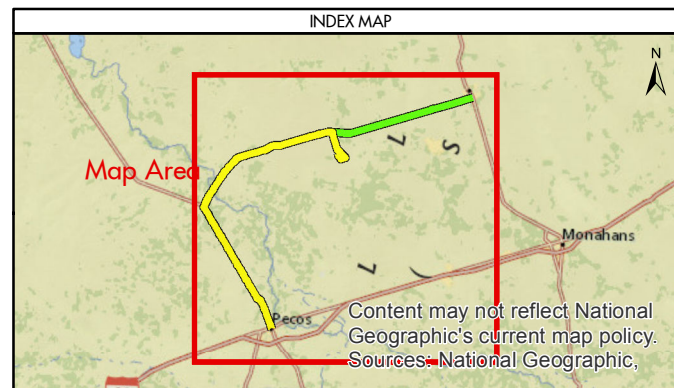 INDEX MAP
N
Map Area
L
S
Monahans
L
(
Pecos
Content may not reflect National
Geographic's current map policy.
Sources: National Geographic,